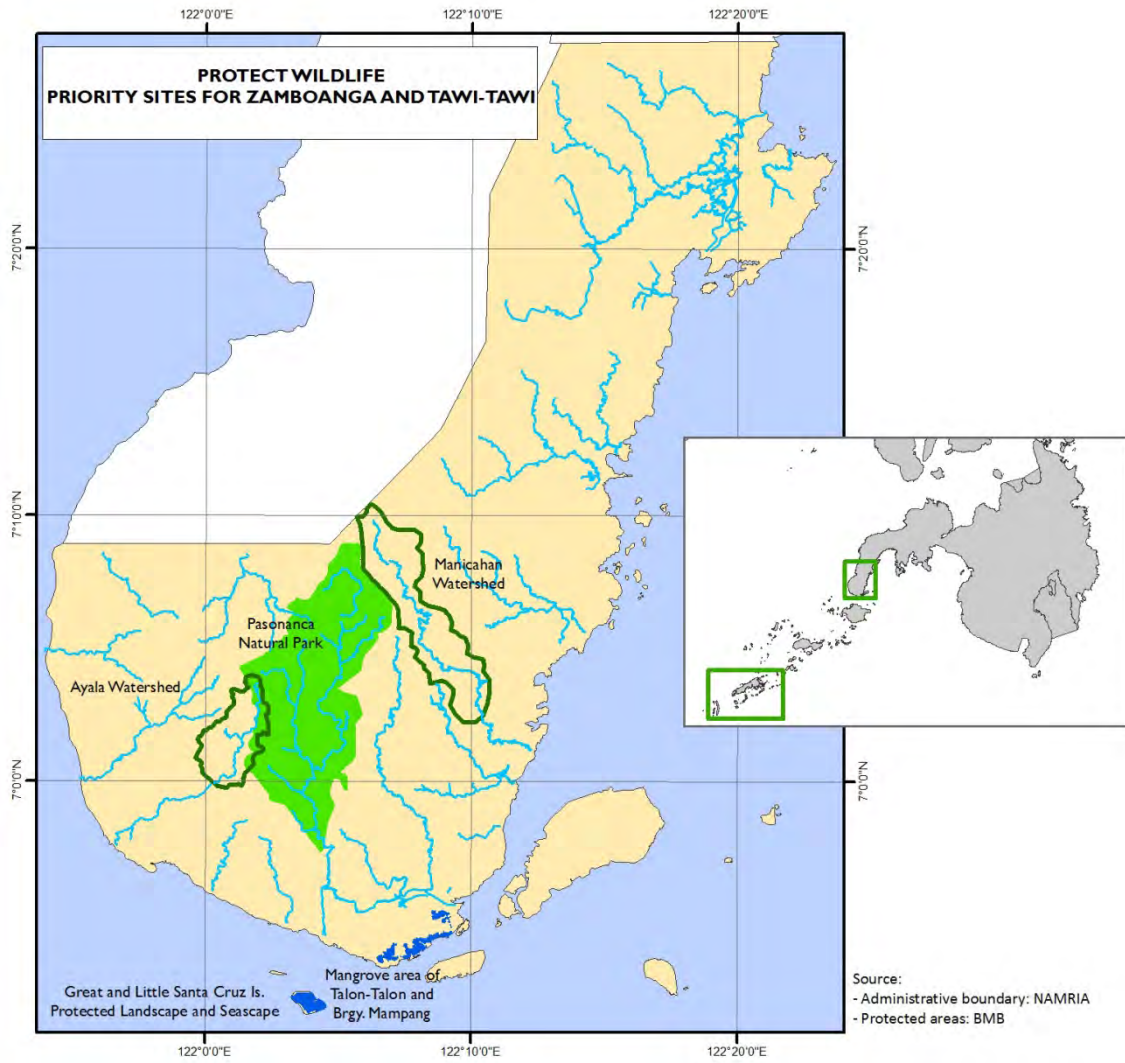 122°0'0"E
122°10'0"E
122°20'0"E
PROTECT WILDLIFE
PRIORITY SITES FOR ZAMBOANGA AND TAWI-TAWI
7°20'0"N
7°20'0"N
7°10'0"N
Manicahan
Watershed
Pasonanca
Natural Park
Ayala Watershed
7°0'0"N
7°0'0"N
Great and Little Santa Cruz Is.
Protected Landscape and Seascape
Mangrove area of
Talon-Talon and
Brgy. Mampang
Source:
- Administrative boundary: NAMRIA
- Protected areas: BMB
122°0'0"E
122°10'0"E
122°20'0"E